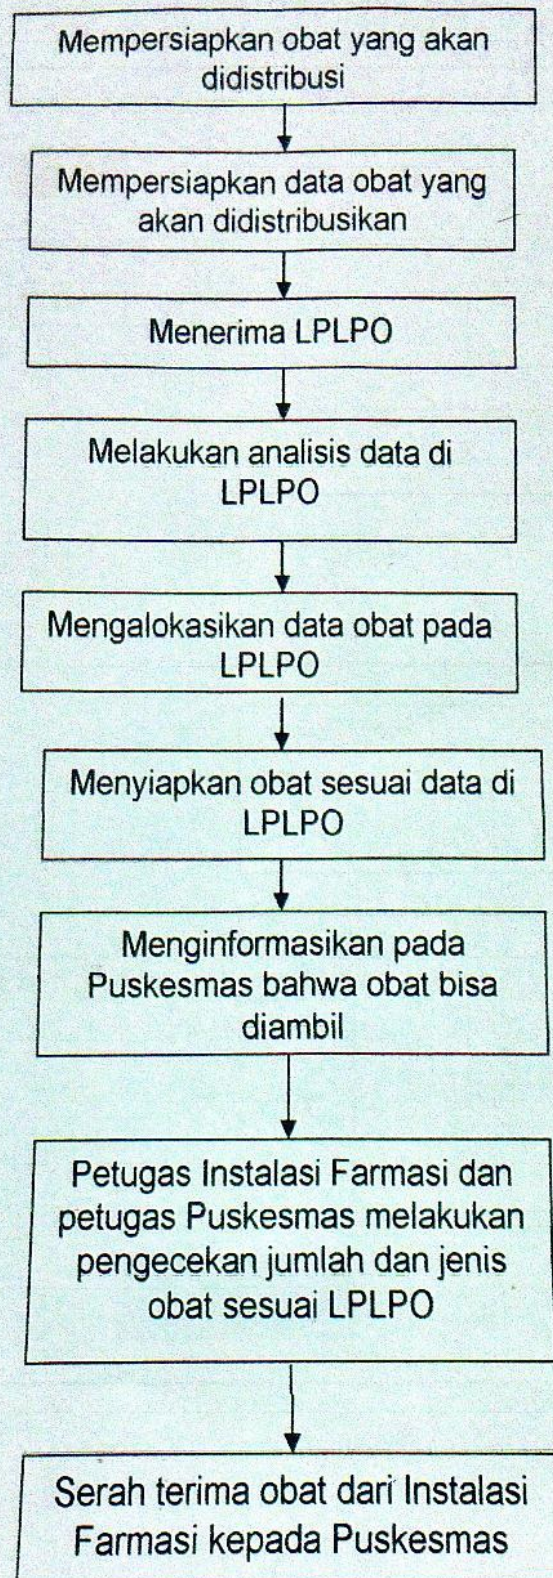 Mempersiapkan obat yang akan
didistribusi
Mempersiapkan data obat yang
akan didistribusikan
Menerima LPLPO
Melakukan analisis data di
LPLPO
Mengalokasikan data obat pada
LPLPO
Menyiapkan obat sesuai data di
LPLPO
Menginformasikan pada
Puskesmas bahwa obat bisa
diambil
Petugas Instalasi Farmasi dan
petugas Puskesmas melakukan
pengecekan jumlah dan jenis
obat sesuai LPLPO
Serah terima obat dari Instalasi
Farmasi kepada Puskesmas